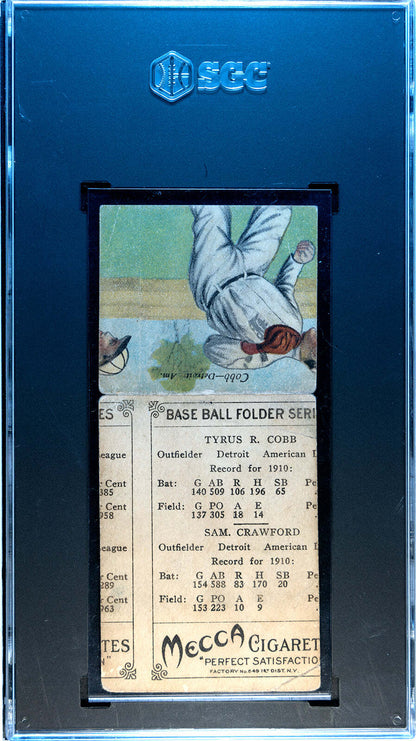 SGC
Cobb—Detroit Am.
ES BASE BALL FOLDER SERI
TYRUS R. COBB
eague Outfielder Detroit American L
Record for 1910:
r Cent Bat: G AB R H SB Pe
385 140 509 106 196 65
r Cent Field: G PO A E Pe
958 137 305 18 14
SAM. CRAWFORD
eague Outfielder Detroit American L
Record for 1910:
r Cent Bat: G AB R H SB Pe
289 154 588 83 170 20
r Cent Field: G PO A E Pe
963 153 223 10 9
TES MECCA CIGARET
N" "PERFECT SATISFACTIO
FACTORY No. 649 1ST DIST. N.Y.